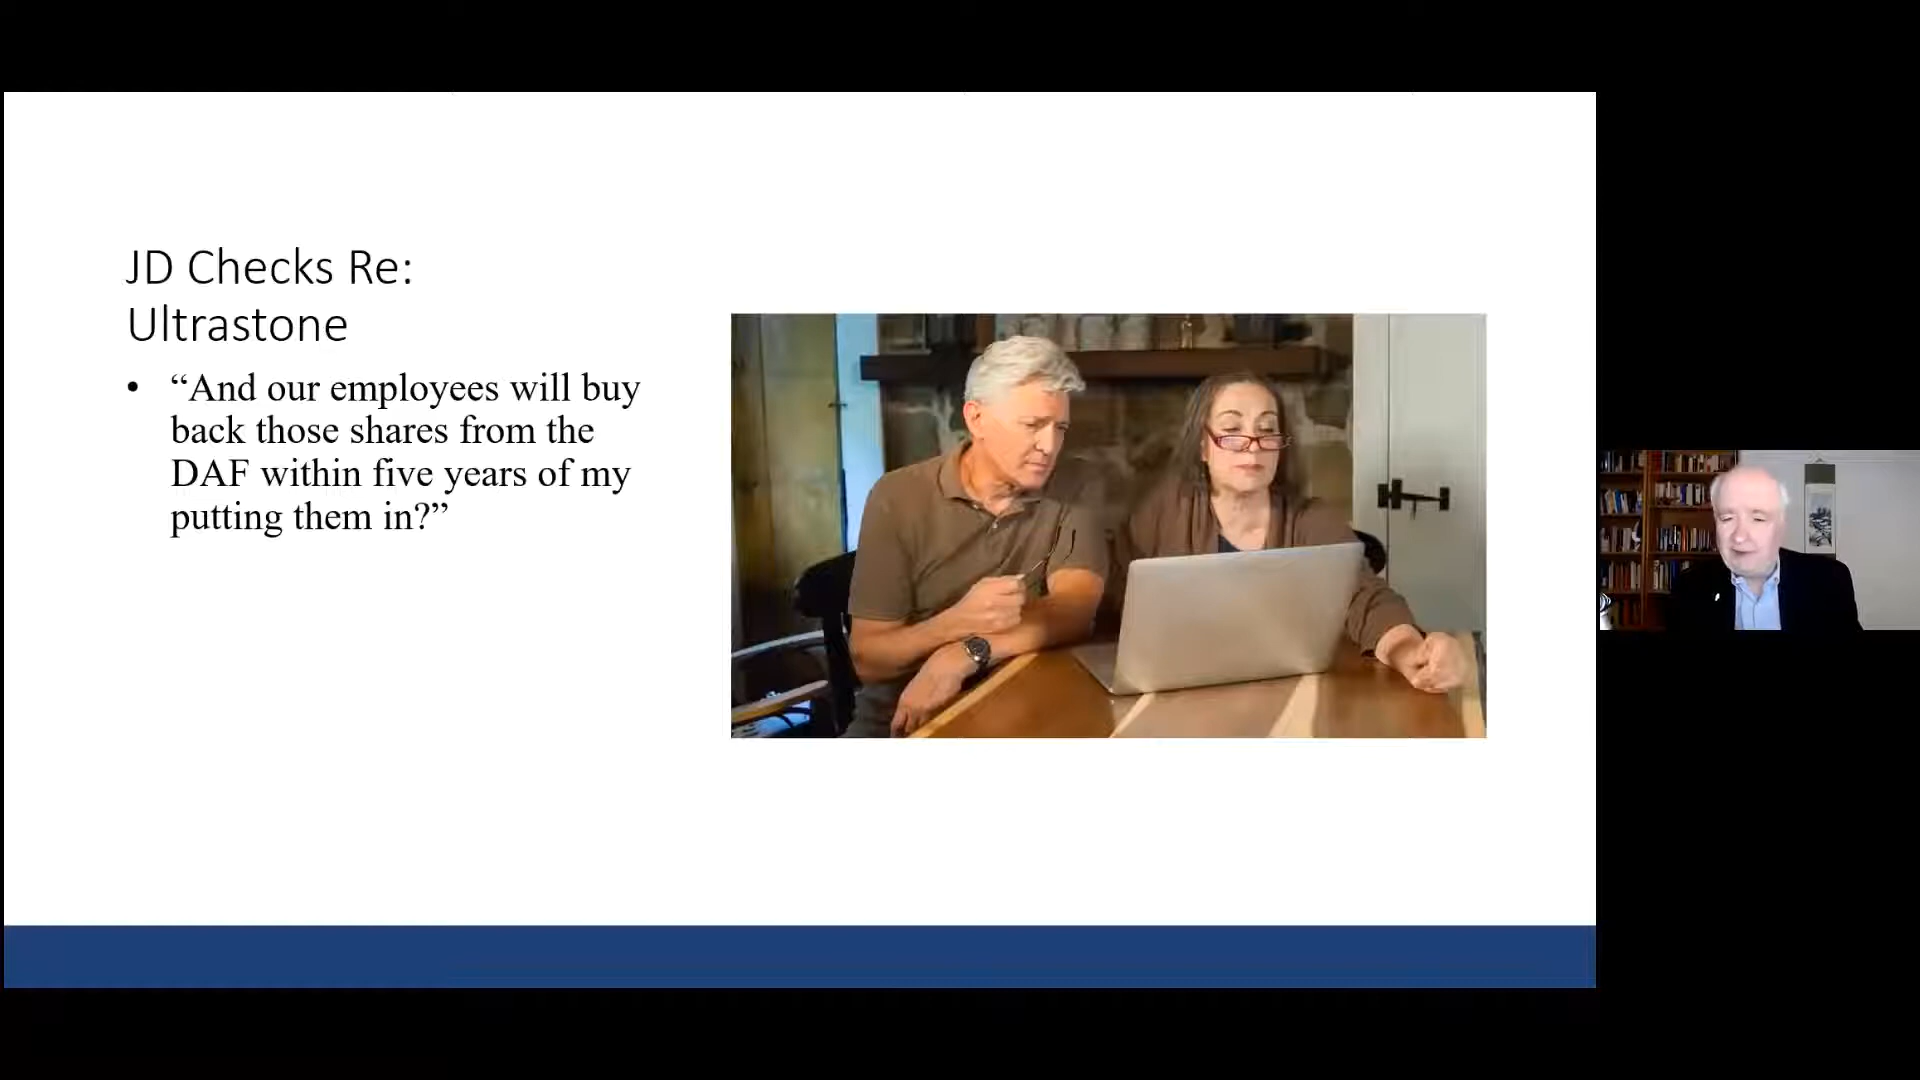 JD Checks Re:
Ultrastone
• “And our employees will buy
back those shares from the
DAF within five years of my
putting them in?”